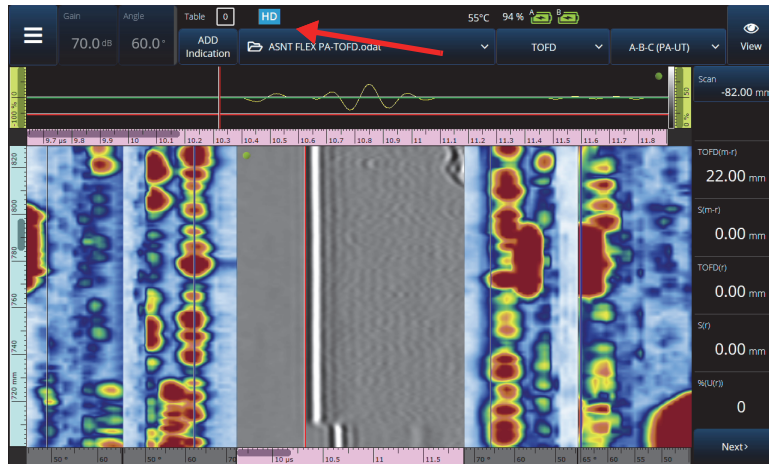 Gain Angle Table 0 HD 55°C 94 % A B
70.0 dB 60.0 °
ADD
Indication
ASNT FLEX PA-TOFD.odat TOFD A-B-C (PA-UT) View
-100 % 0 50 0 %
9.7 µs 9.8 9.9 10 10.1 10.2 10.3 10.4 10.5 10.6 10.7 10.8 10.9 11 11.1 11.2 11.3 11.4 11.5 11.6 11.7 11.8
820
800
780
760
740
720 mm
50 ° 60 50 ° 60 70 10 µs 10.5 11 11.5 70 ° 60 50 65 ° 60 55 50
Scan
-82.00 mm
TOFD(m-r)
22.00 mm
S(m-r)
0.00 mm
TOFD(r)
0.00 mm
S(r)
0.00 mm
%(U(r))
0
Next>